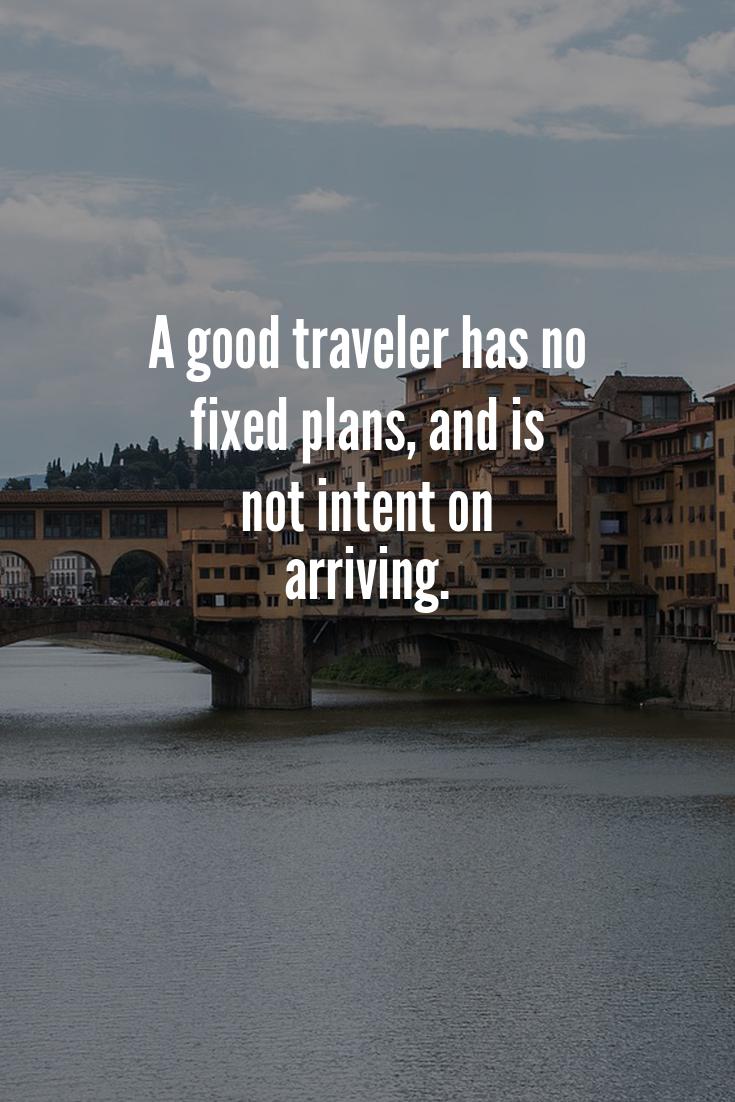 A good traveler has no
fixed plans, and is
not intent on
arriving.